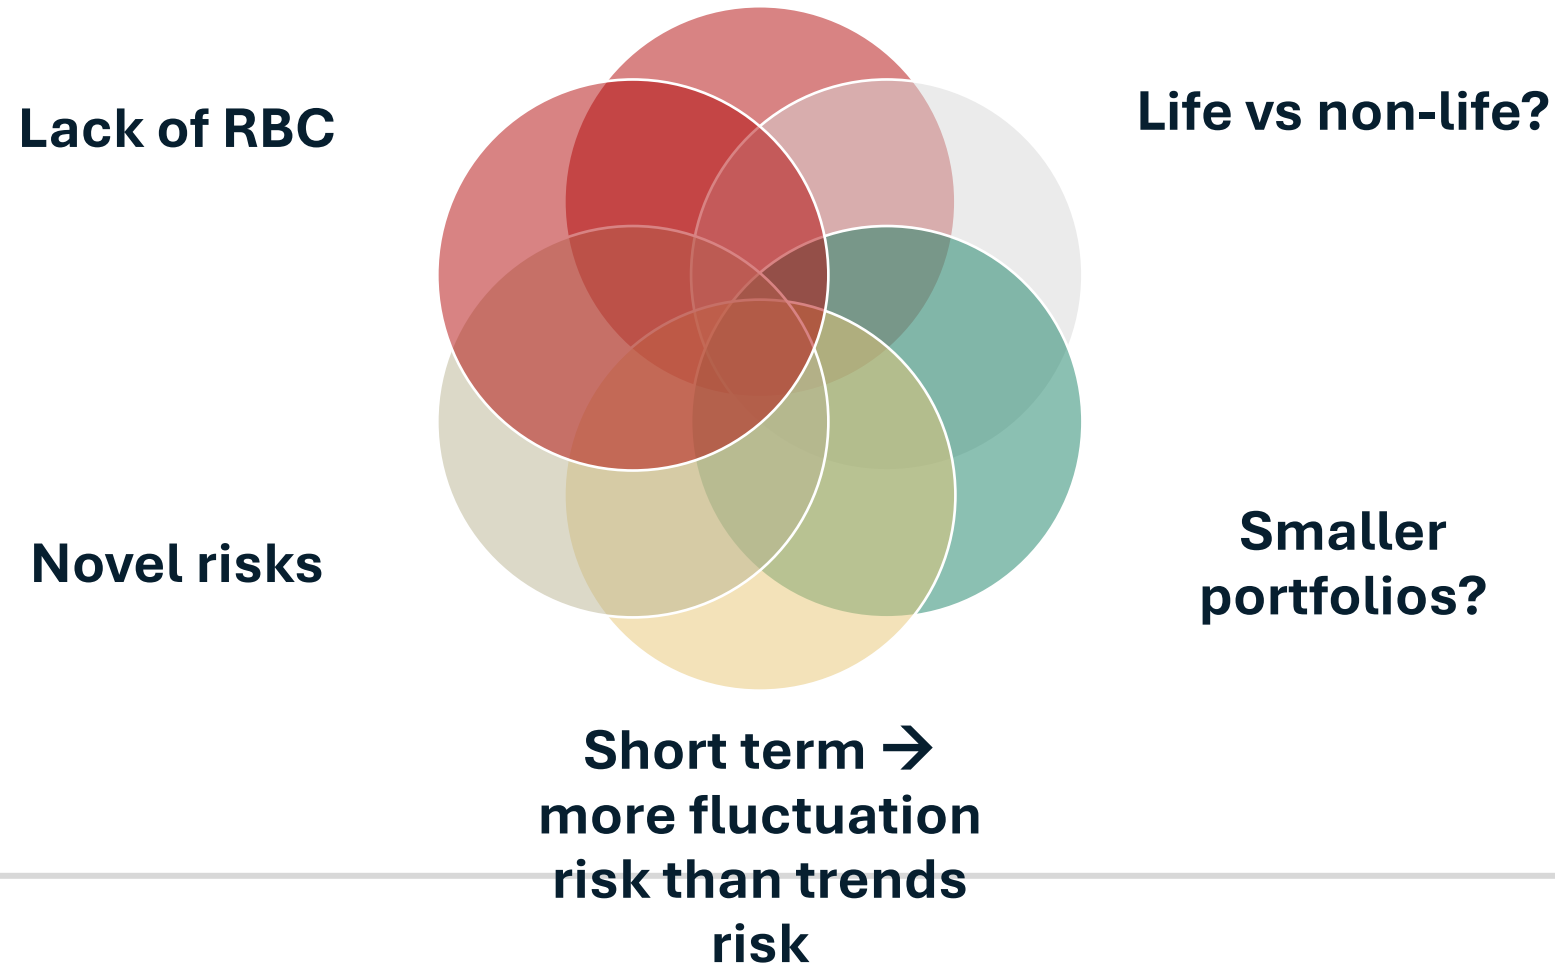 Lack of RBC
Life vs non-life?
Novel risks
Smaller
portfolios?
Short term →
more fluctuation
risk than trends
risk